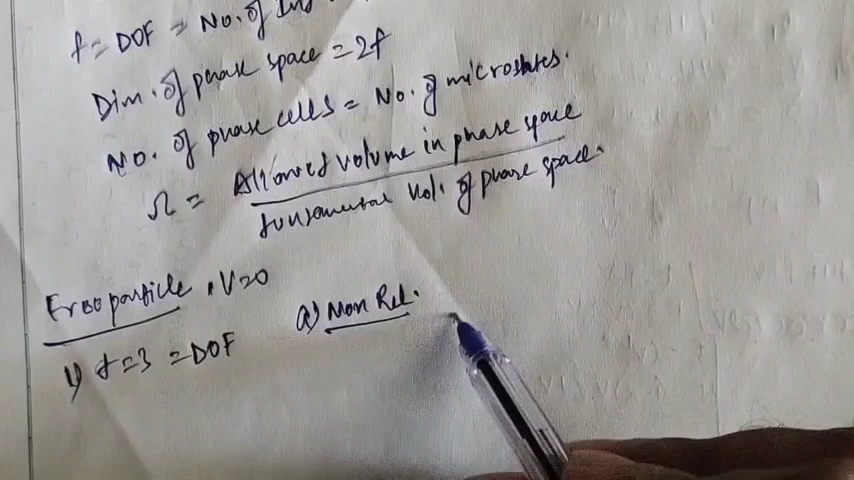 f = DOF = No. of
Dim. of phase space = 2f
No. of phase cells = No. of microstates.
Ω = Allowed volume in phase space
fundamental Vol. of phase space.
Free particle, V=0
a) Non Rel.
1) f = 3 = DOF